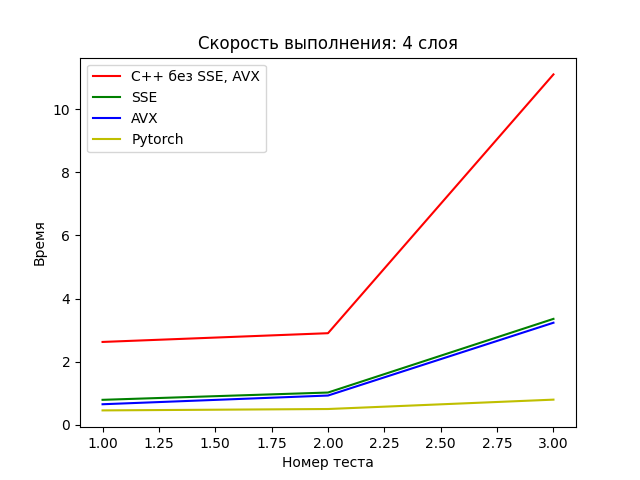 Скорость выполнения: 4 слоя
C++ без SSE, AVX
SSE
AVX
Pytorch
Время
10
8
6
4
2
0
1.00 1.25 1.50 1.75 2.00 2.25 2.50 2.75 3.00
Номер теста